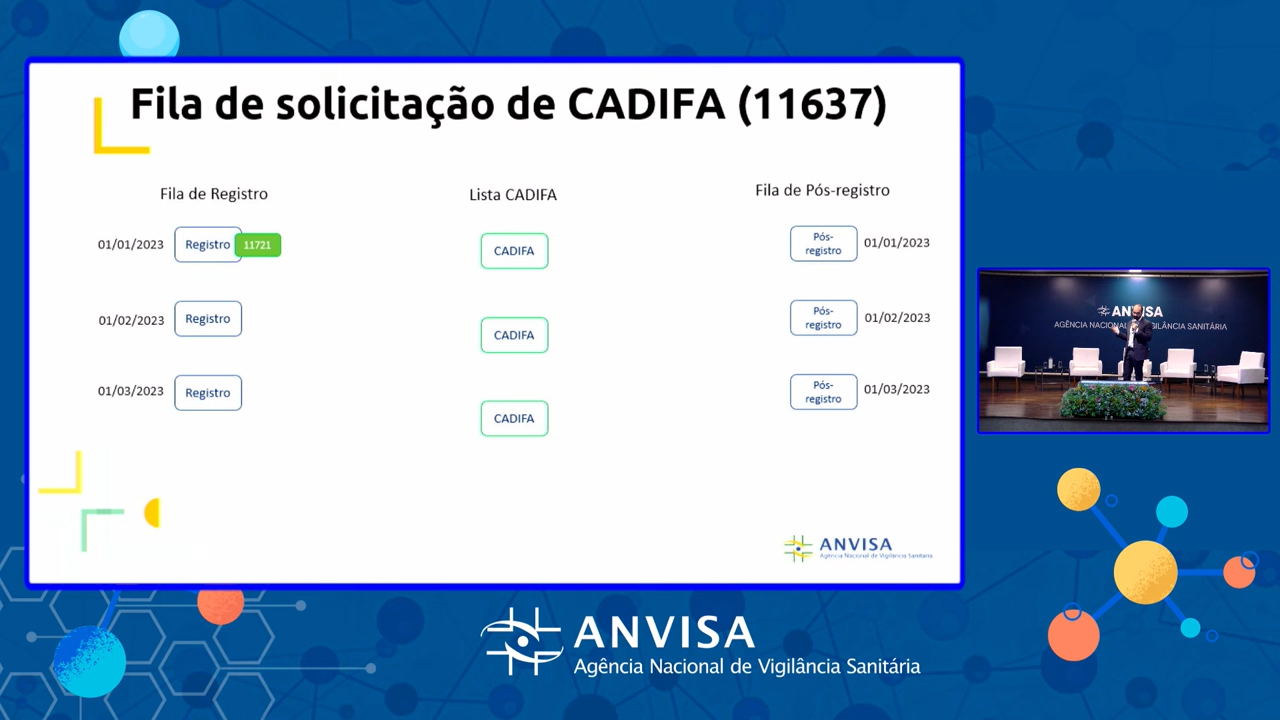 Fila de solicitação de CADIFA (11637)
Fila de Registro
Lista CADIFA
Fila de Pós-registro
01/01/2023
Registro
11721
CADIFA
Pós-
registro
01/01/2023
01/02/2023
Registro
CADIFA
Pós-
registro
01/02/2023
01/03/2023
Registro
CADIFA
Pós-
registro
01/03/2023
ANVISA
Agência Nacional de Vigilância Sanitária
ANVISA
AGÊNCIA NACIONAL VIGILÂNCIA SANITÁRIA
ANVISA
Agência Nacional de Vigilância Sanitária